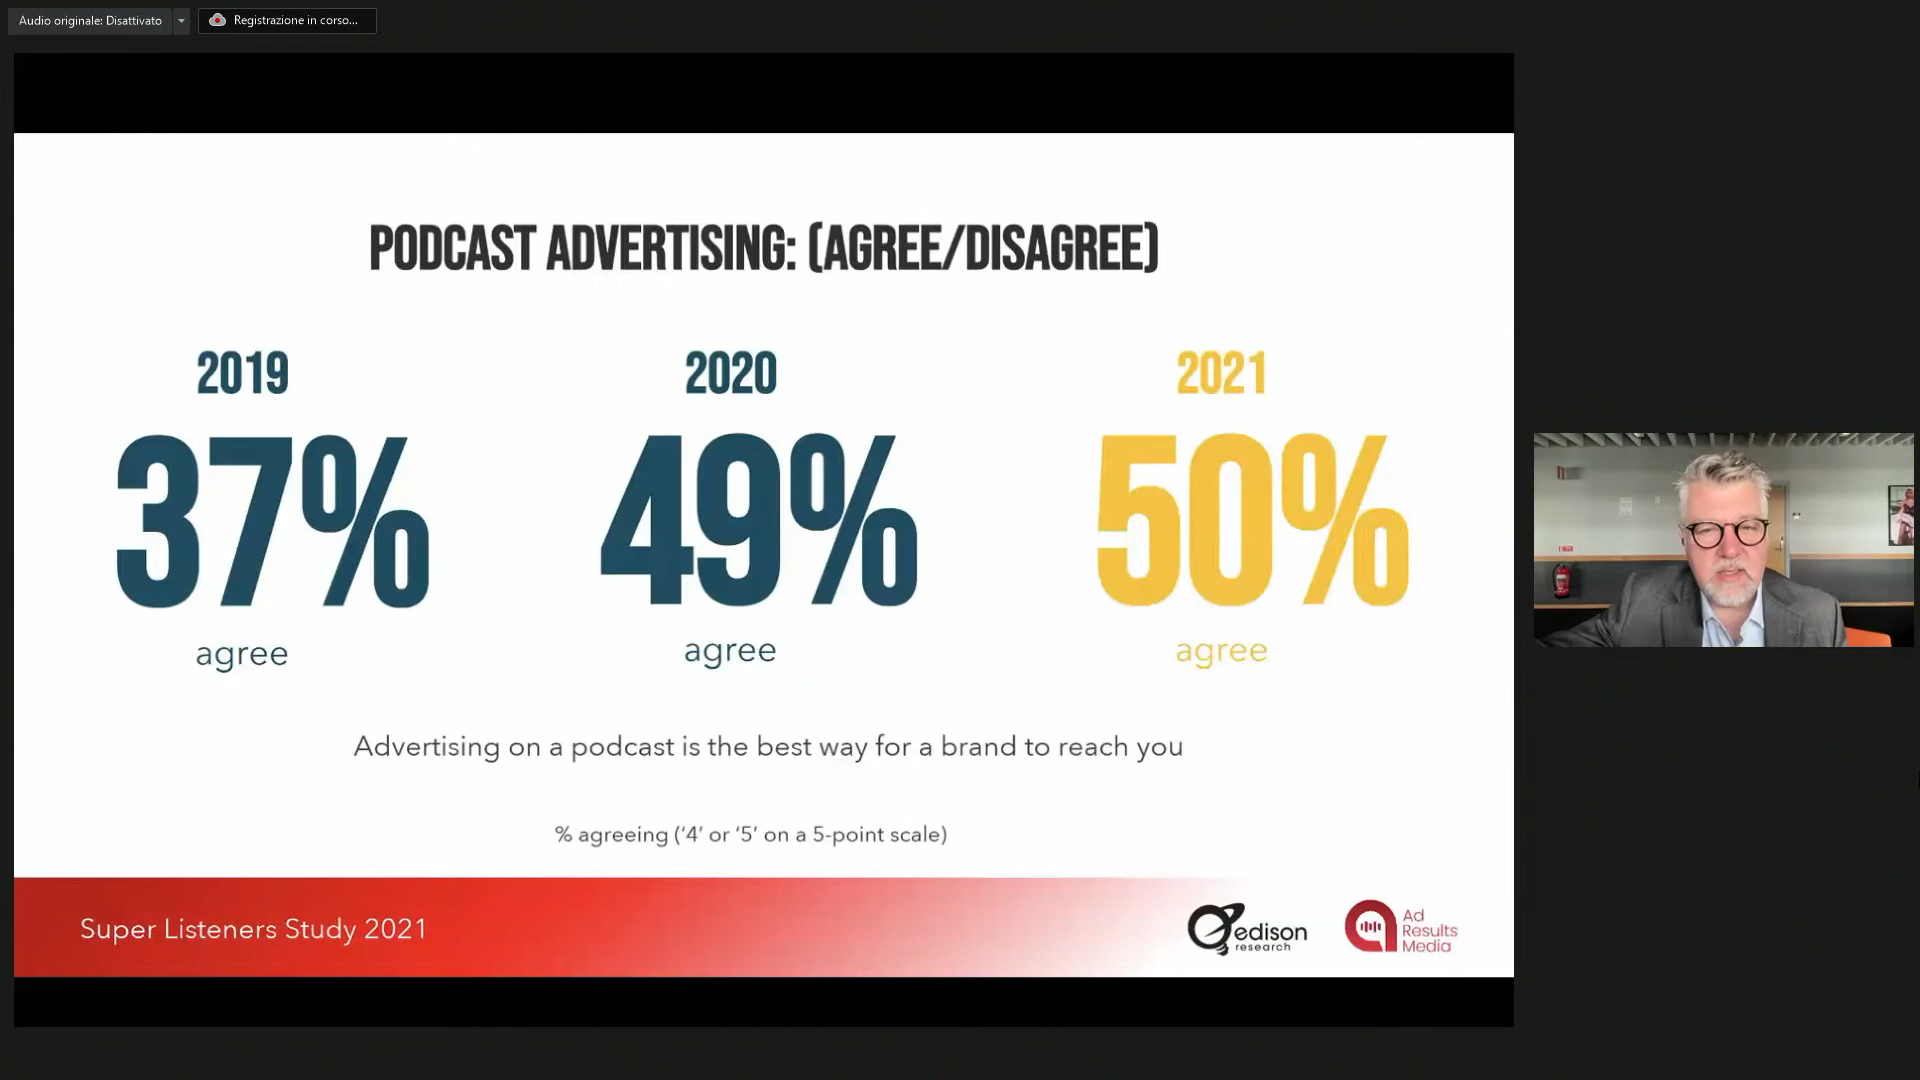 Audio originale: Disattivato
Registrazione in corso...
PODCAST ADVERTISING: (AGREE/DISAGREE)
2019
37%
agree
2020
49%
agree
2021
50%
agree
Advertising on a podcast is the best way for a brand to reach you
% agreeing (‘4’ or ‘5’ on a 5-point scale)
Super Listeners Study 2021
edison
research
Ad
Results
Media